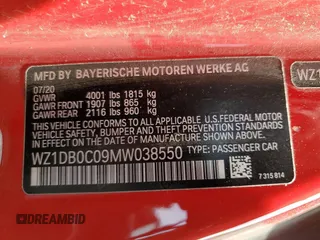 MFD BY BAYERISCHE MOTOREN WERKE AG
07/20
GVWR 4001 lbs 1815 kg
GAWR FRONT 1907 lbs 865 kg
GAWR REAR 2116 lbs 960 kg
THIS VEHICLE CONFORMS TO ALL APPLICABLE U.S.FEDERAL MOTOR
VEHICLE SAFETY, BUMPER, AND THEFT PREVENTION STANDARDS
IN EFFECT ON THE DATE OF MANUFACTURE SHOWN ABOVE.
WZ1DB0C09MW038550 TYPE: PASSENGER CAR
7 315 814
WZ1
DREAMBID